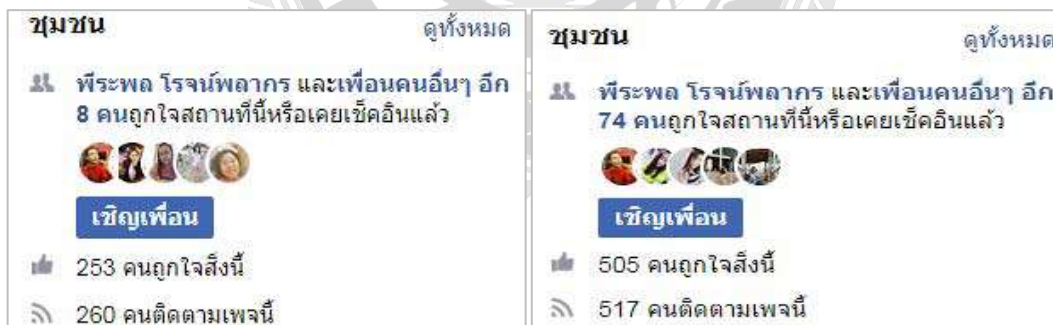 ชุมชน ดูทั้งหมด
พีระพล โรจน์พลากร และเพื่อนคนอื่นๆ อีก
8 คนถูกใจสถานที่นี้หรือเคยเช็คอินแล้ว
เชิญเพื่อน
253 คนถูกใจสิ่งนี้
260 คนติดตามเพจนี้
ชุมชน ดูทั้งหมด
พีระพล โรจน์พลากร และเพื่อนคนอื่นๆ อีก
74 คนถูกใจสถานที่นี้หรือเคยเช็คอินแล้ว
เชิญเพื่อน
505 คนถูกใจสิ่งนี้
517 คนติดตามเพจนี้